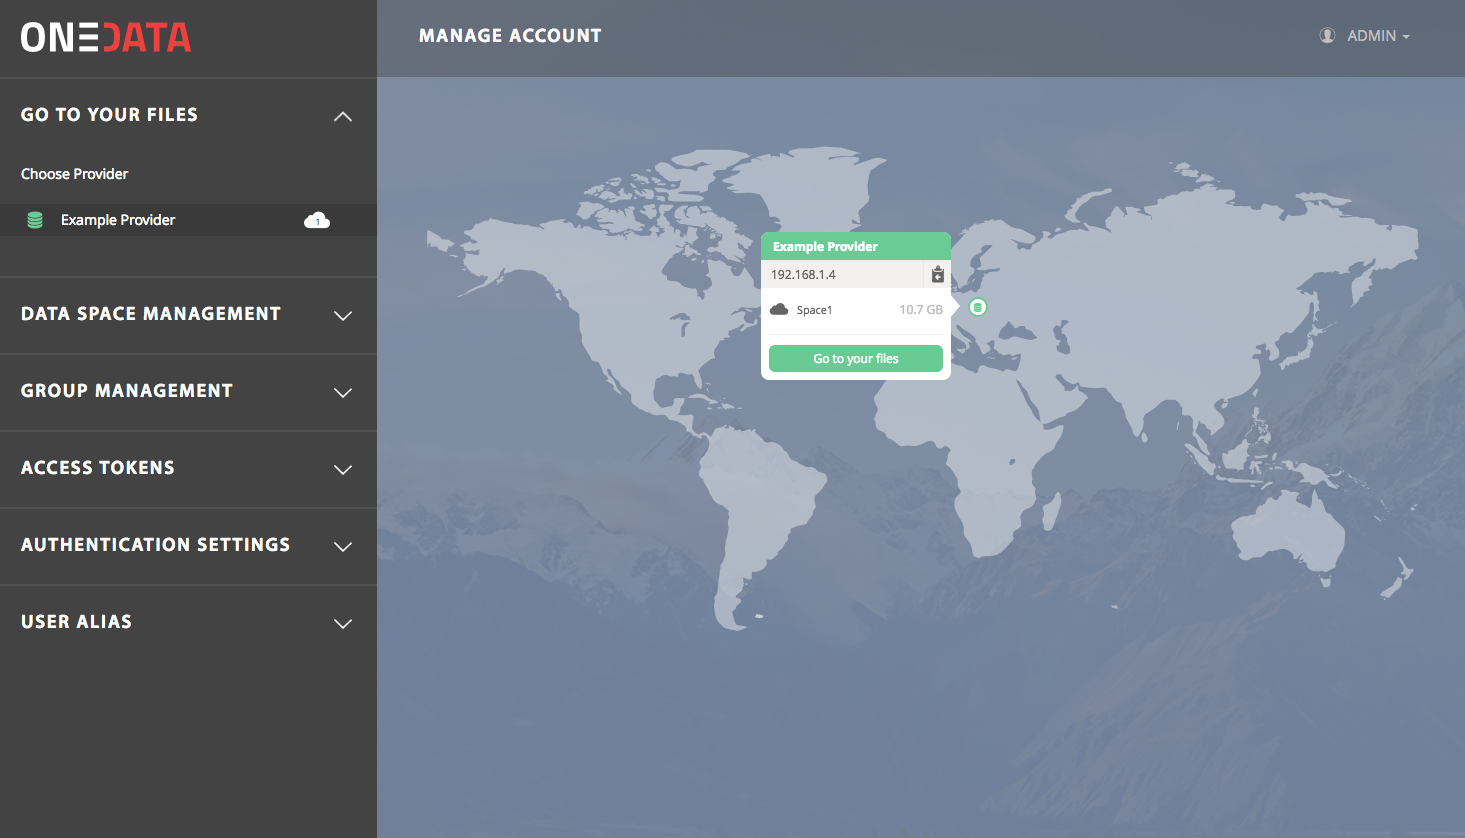 ONEDATA
MANAGE ACCOUNT
ADMIN
GO TO YOUR FILES
Choose Provider
Example Provider
1
DATA SPACE MANAGEMENT
GROUP MANAGEMENT
ACCESS TOKENS
AUTHENTICATION SETTINGS
USER ALIAS
Example Provider
192.168.1.4
Space1 10.7 GB
Go to your files